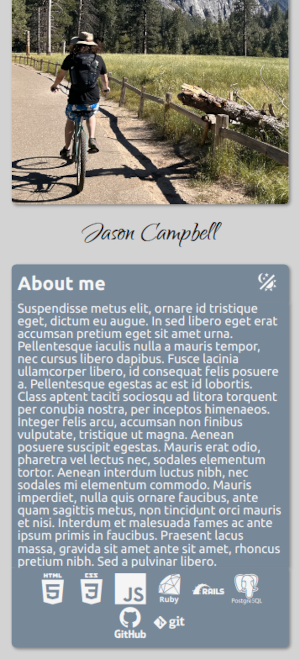 Jason Campbell
About me
Suspendisse metus elit, ornare id tristique
eget, dictum eu augue. In sed libero eget erat
accumsan pretium eget sit amet urna.
Pellentesque iaculis nulla a mauris tempor,
nec cursus libero dapibus. Fusce lacinia
ullamcorper libero, id consequat felis posuere
a. Pellentesque egestas ac est id lobortis.
Class aptent taciti sociosqu ad litora torquent
per conubia nostra, per inceptos himenaeos.
Integer felis arcu, accumsan non finibus
vulputate, tristique ut magna. Aenean
posuere suscipit egestas. Mauris erat odio,
pharetra vel lectus nec, sodales elementum
tortor. Aenean interdum luctus nibh, nec
sodales mi elementum commodo. Mauris
imperdiet, nulla quis ornare faucibus, ante
quam sagittis metus, non tincidunt orci mauris
et nisi. Interdum et malesuada fames ac ante
ipsum primis in faucibus. Praesent lacus
massa, gravida sit amet ante sit amet, rhoncus
pretium nibh. Sed a pulvinar libero.
HTML 5 CSS 3 JS Ruby RAILS PostgreSQL
GitHub git